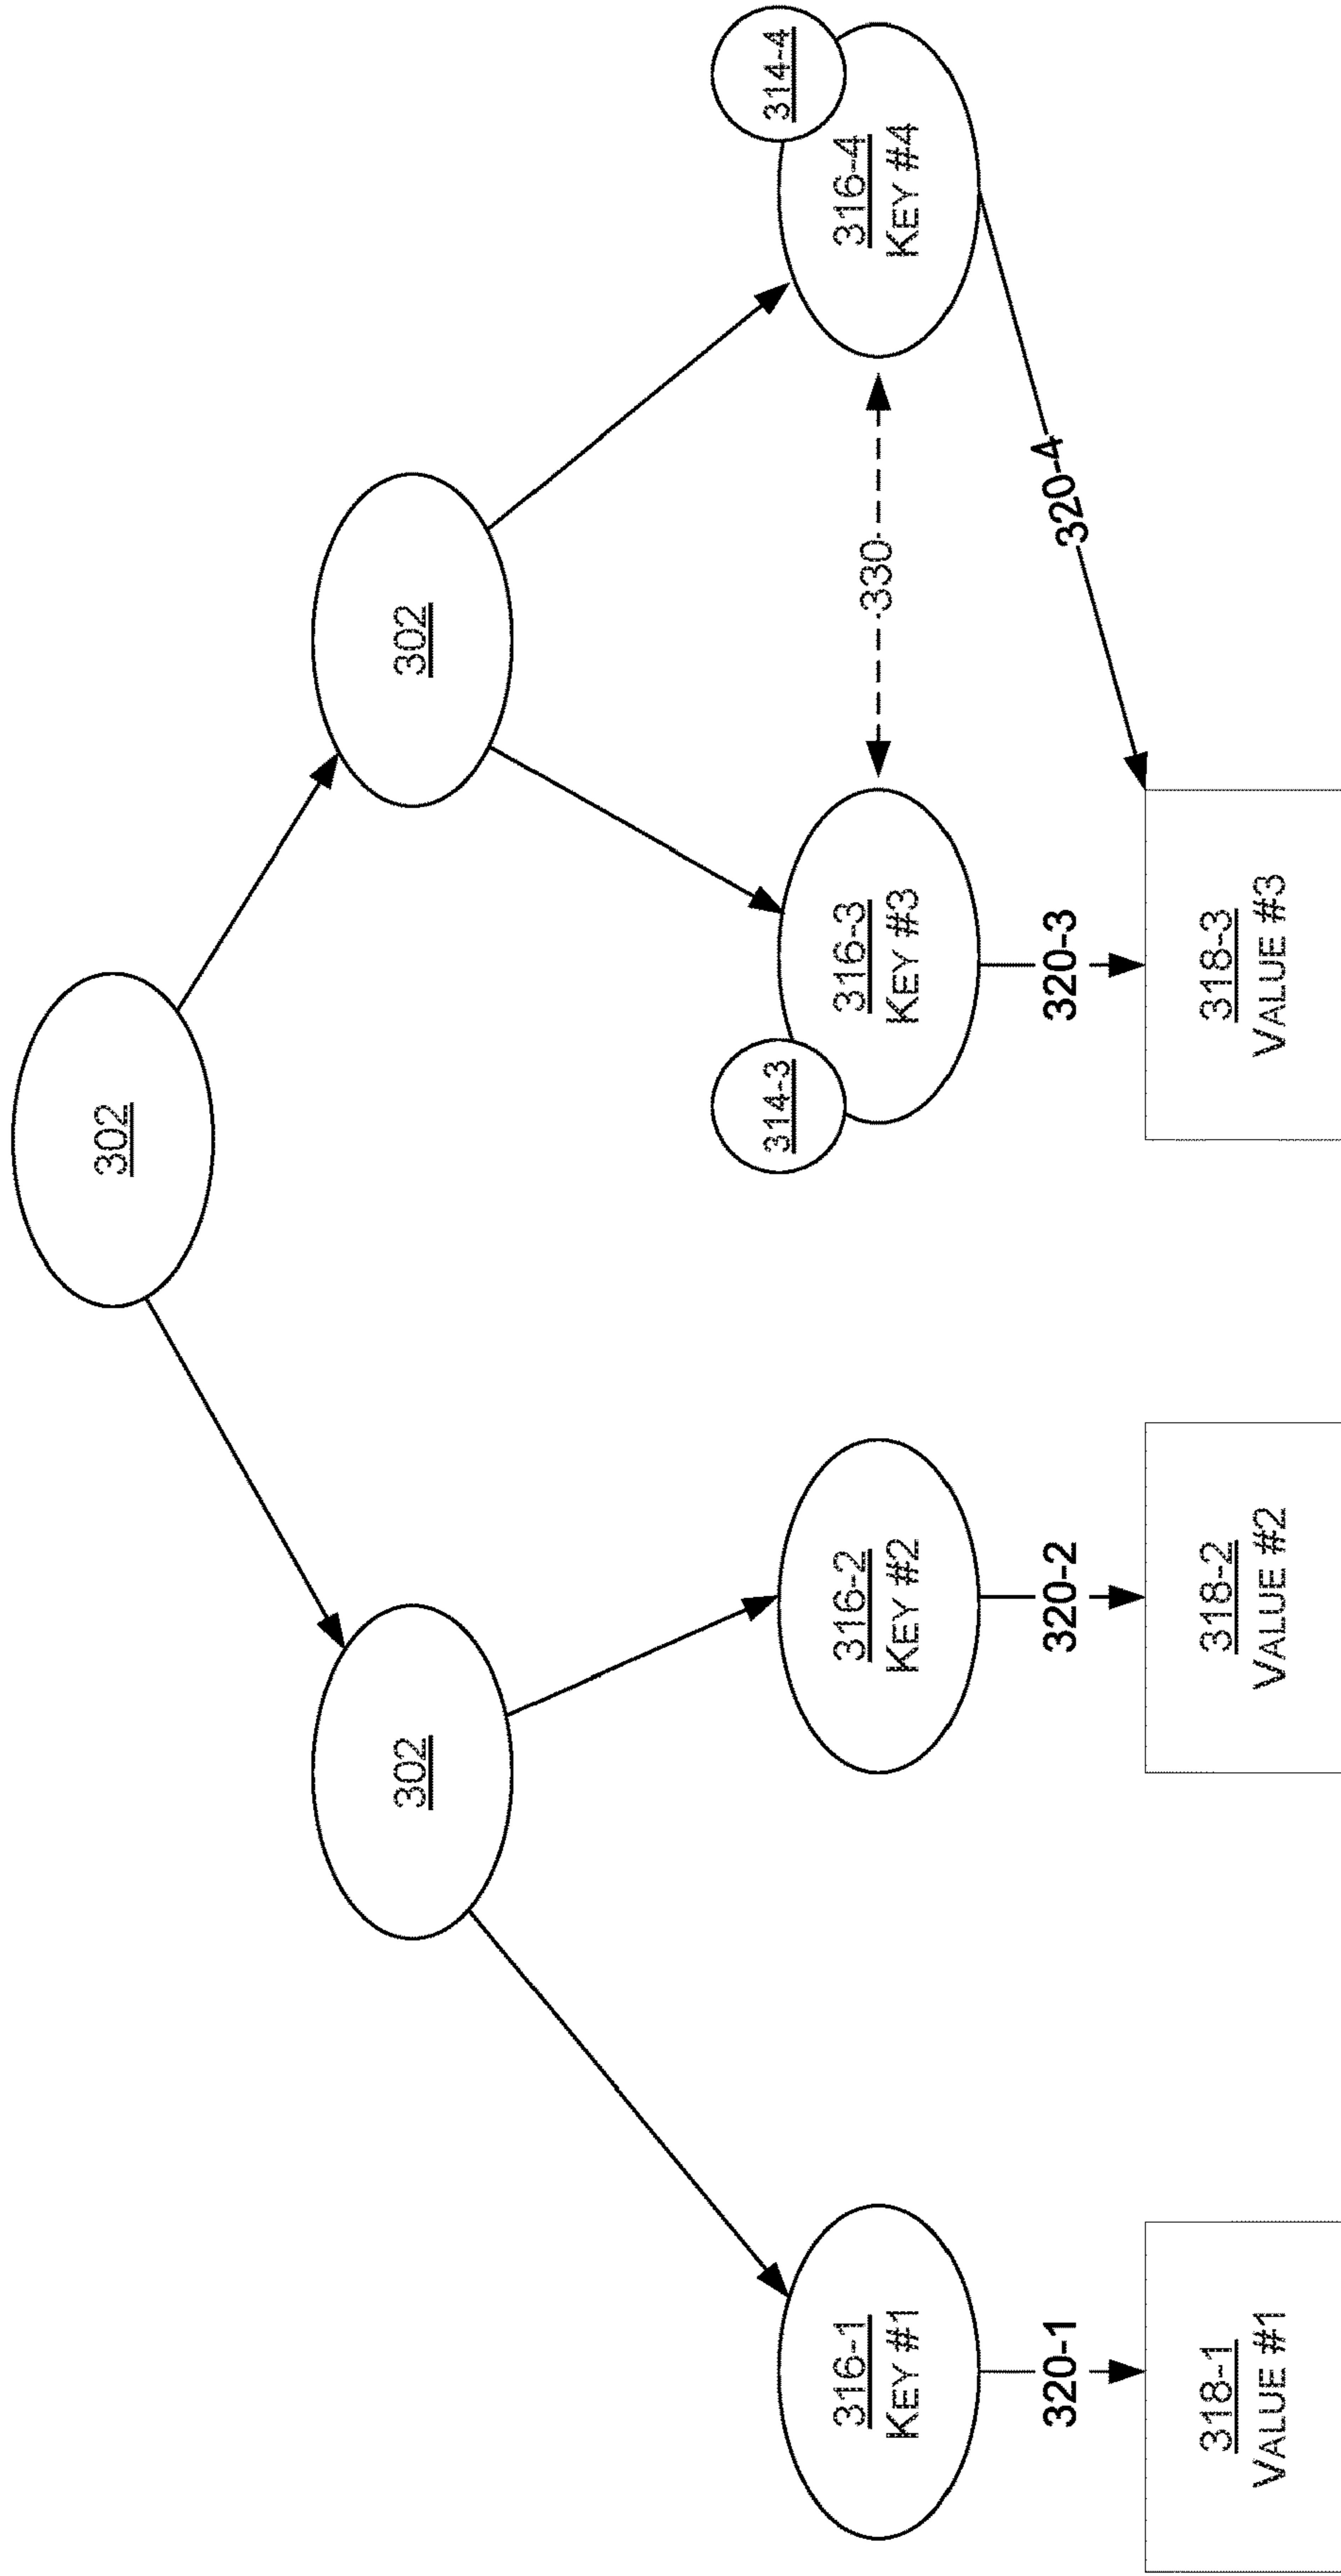 302
302
302
314-3
314-4
316-1
KEY #1
316-2
KEY #2
316-3
KEY #3
330
316-4
KEY #4
320-1
320-2
320-3
320-4
318-1
VALUE #1
318-2
VALUE #2
318-3
VALUE #3